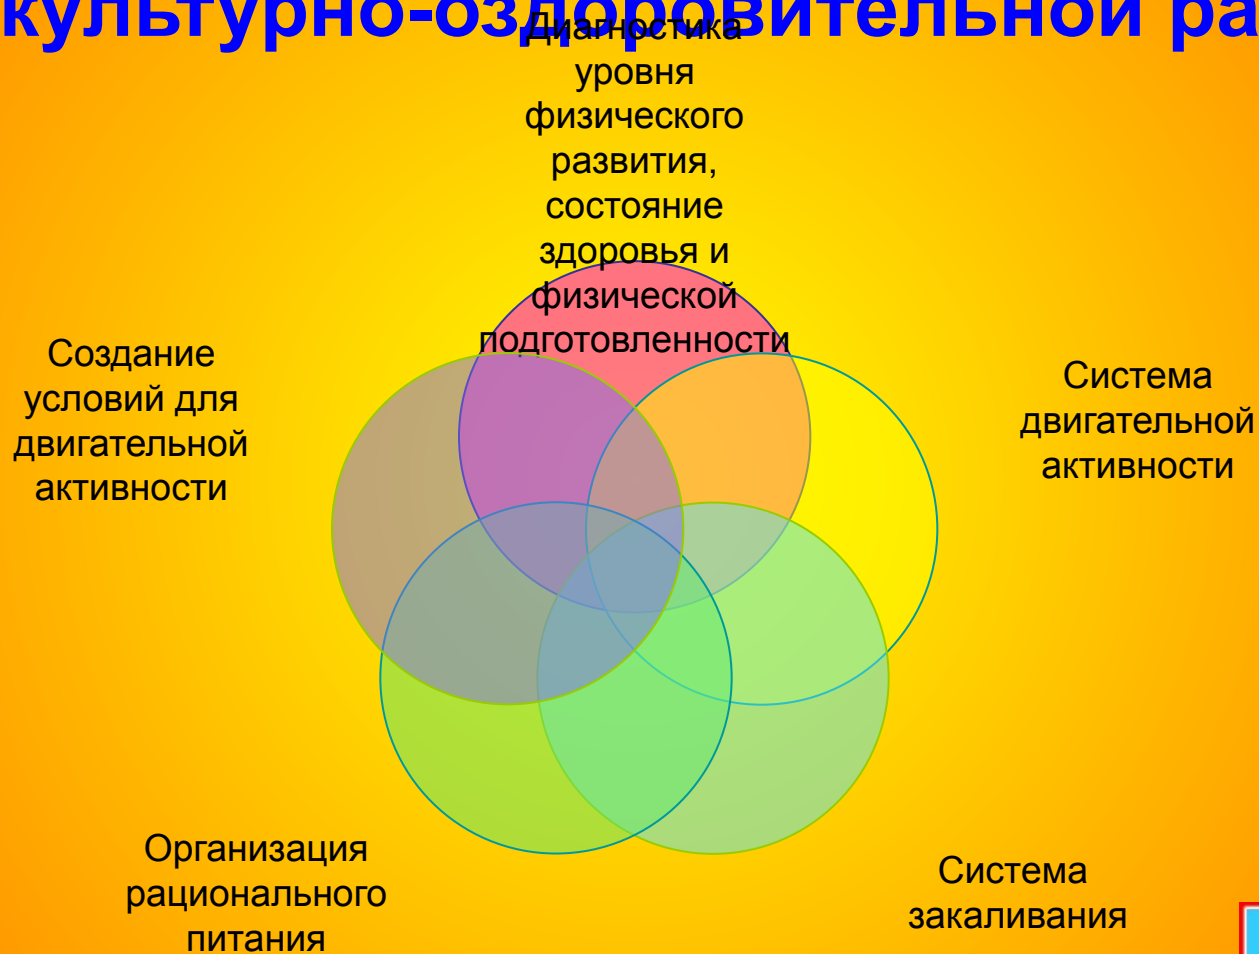 культурно-оздоровительной ра
Диагностика
уровня
физического
развития,
состояние
здоровья и
физической
подготовленности
Создание
условий для
двигательной
активности
Система
двигательной
активности
Организация
рационального
питания
Система
закаливания